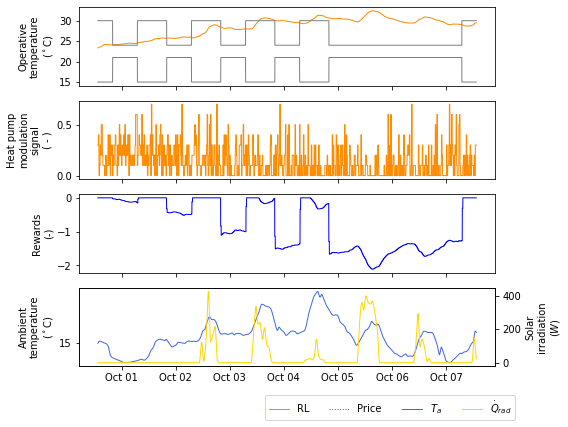 Operative
temperature
(°C)
30
25
20
15
Heat pump
modulation
signal
( - )
0.5
0.0
Rewards
(-)
0
−1
−2
Ambient
temperature
(°C)
15
400
200
0
Solar
irradiation
(W)
Oct 01 Oct 02 Oct 03 Oct 04 Oct 05 Oct 06 Oct 07
RL Price T_a Q̇_rad